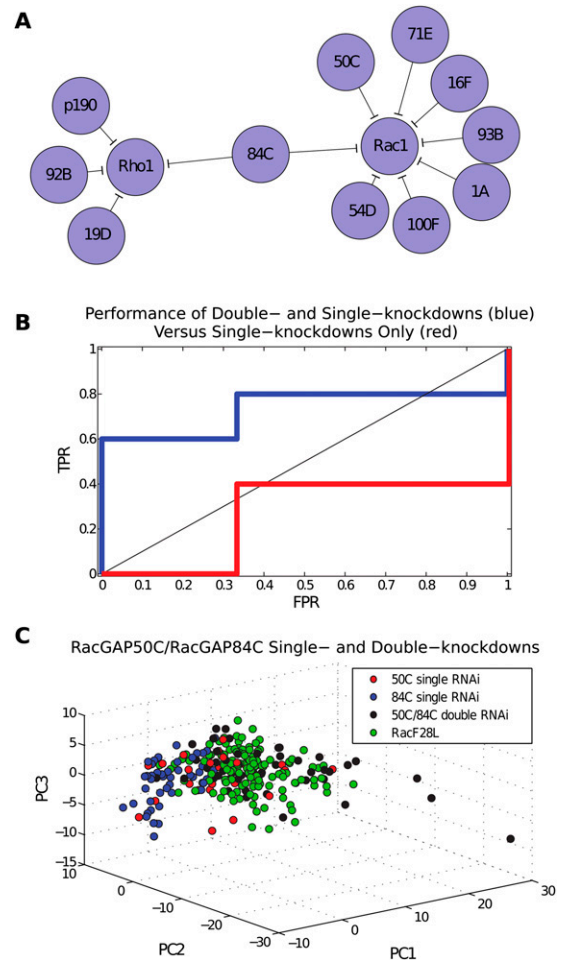 A
71E
50C
16F
p190
93B
84C
Rac1
Rho1
92B
1A
54D
100F
19D
B
Performance of Double− and Single−knockdowns (blue)
Versus Single−knockdowns Only (red)
1
0.8
0.6
TPR
0.4
0.2
0
0 0.1 0.2 0.3 0.4 0.5 0.6 0.7 0.8 0.9 1
FPR
C
RacGAP50C/RacGAP84C Single− and Double−knockdowns
50C single RNAi
84C single RNAi
50C/84C double RNAi
RacF28L
10
5
0
PC3
−5
−10
−15
10
0
−10
−20
−30
PC2
−10
0
10
20
30
PC1